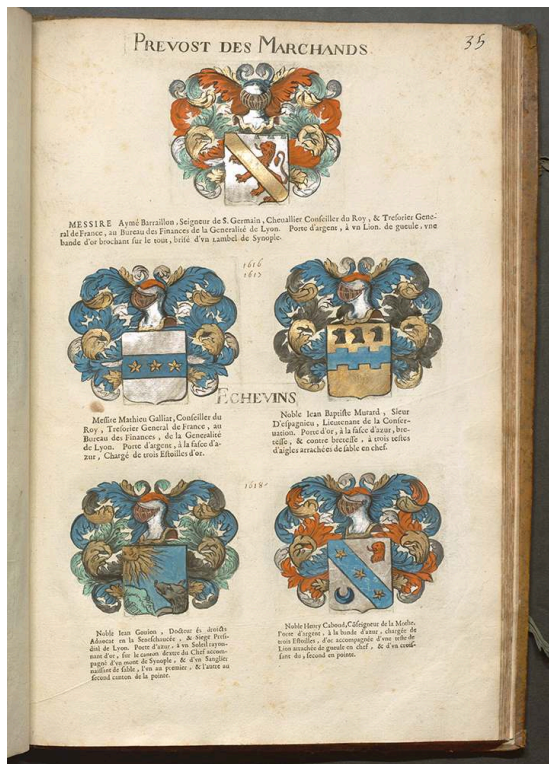 PREVOST DES MARCHANDS
35
MESSIRE Aymé Barraillon, Seigneur de S. Germain, Cheuallier Conseiller du Roy, & Tresorier Gene-
ral de France, au Bureau des Finances de la Generalité de Lyon. Porte d'argent, à vn Lion. de gueule, vne
bande d'or brochant sur le tout, brisé d'vn Lambel de Synople.
1616
1617
ECHEVINS
Messire Mathieu Galliat, Conseiller du
Roy, Tresorier General de France, au
Bureau des Finances, de la Generalité
de Lyon. Porte d'argent, à la fasce d'a-
zur, Chargé de trois Estoilles d'or.
Noble Iean Baptiste Murard, Sieur
D'espagnieu, Lieutenant de la Conser-
uation. Porte d'or, à la fasce d'azur, bre-
tesse, & contre bretesse, à trois testes
d'aigles arrachées de sable en chef.
1618
Noble Iean Goujon, Docteur és droicts
Aduocat en la Seneschaucée, & Siege Presi-
dial de Lyon. Porte d'azur, à vn Soleil rayon-
nant d'or, sur le canton dextre du Chef accom-
pagné d'vn mont de Synople, & d'vn Sanglier
naissant de sable, l'vn au premier, & l'autre au
second canton de la pointe.
Noble Henry Caboud, Côseigneur de la Mothe,
Porte d'argent, à la bande d'azur, chargée de
trois Estoilles, d'or accompagnée d'vne teste de
Lion arrachée de gueule en chef, & d'vn crois-
sant du, second en pointe.